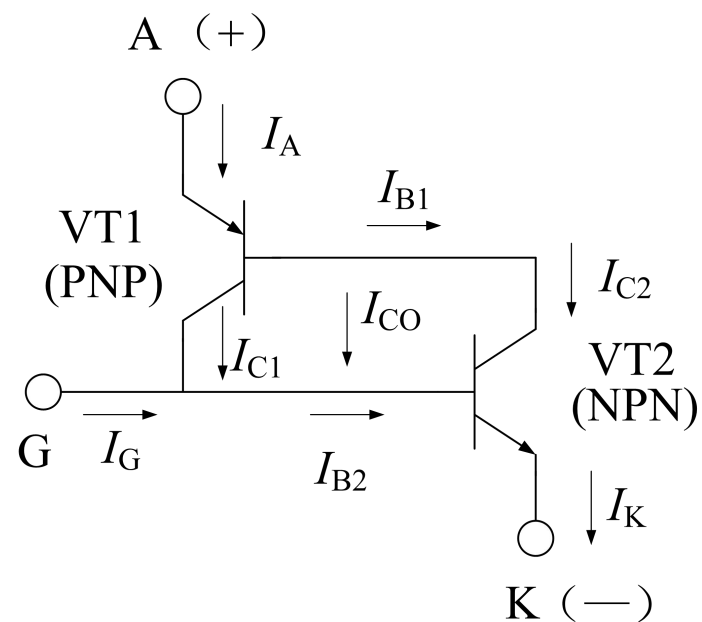 A （＋）
I_A
I_B1
VT1
(PNP)
I_C2
I_CO
I_C1
VT2
(NPN)
G
I_G
I_B2
I_K
K（—）